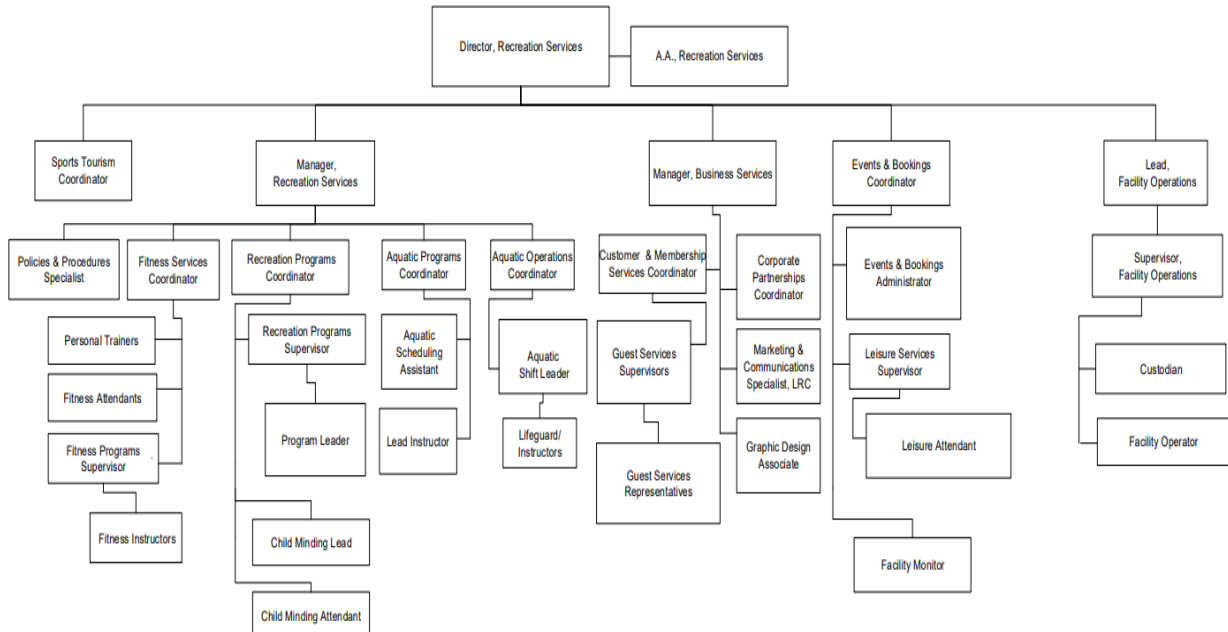 Director, Recreation Services
A.A., Recreation Services
Sports Tourism
Coordinator
Manager,
Recreation Services
Manager, Business Services
Events & Bookings
Coordinator
Lead,
Facility Operations
Policies & Procedures
Specialist
Fitness Services
Coordinator
Recreation Programs
Coordinator
Aquatic Programs
Coordinator
Aquatic Operations
Coordinator
Customer & Membership
Services Coordinator
Corporate
Partnerships
Coordinator
Events & Bookings
Administrator
Supervisor,
Facility Operations
Personal Trainers
Recreation Programs
Supervisor
Aquatic
Scheduling
Assistant
Aquatic
Shift Leader
Guest Services
Supervisors
Marketing &
Communications
Specialist, LRC
Leisure Services
Supervisor
Custodian
Fitness Attendants
Fitness Programs
Supervisor
Program Leader
Lead Instructor
Lifeguard/
Instructors
Graphic Design
Associate
Leisure Attendant
Facility Operator
Guest Services
Representatives
Fitness Instructors
Child Minding Lead
Facility Monitor
Child Minding Attendant